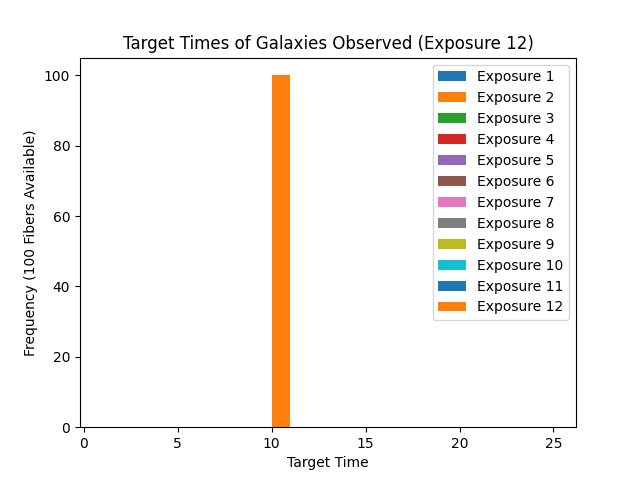 Target Times of Galaxies Observed (Exposure 12)
Frequency (100 Fibers Available)
100
80
60
40
20
0
Exposure 1
Exposure 2
Exposure 3
Exposure 4
Exposure 5
Exposure 6
Exposure 7
Exposure 8
Exposure 9
Exposure 10
Exposure 11
Exposure 12
0 5 10 15 20 25
Target Time